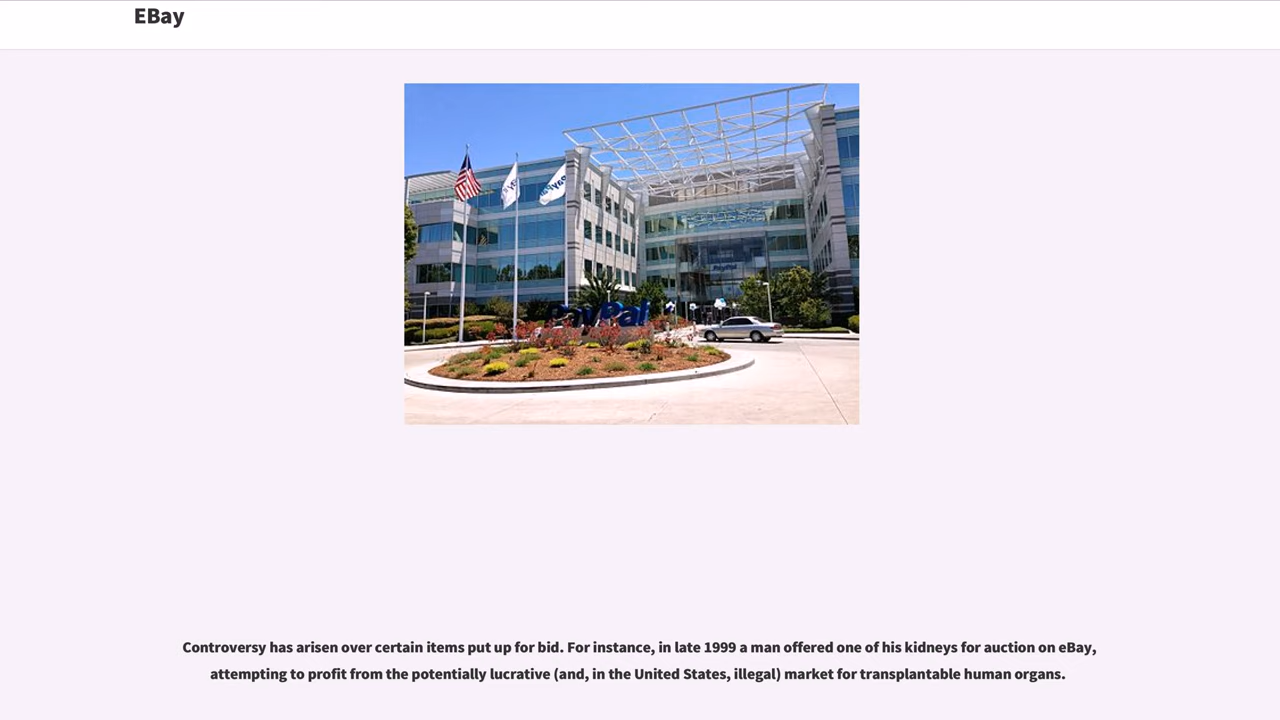 EBay
PayPal
Controversy has arisen over certain items put up for bid. For instance, in late 1999 a man offered one of his kidneys for auction on eBay,
attempting to profit from the potentially lucrative (and, in the United States, illegal) market for transplantable human organs.